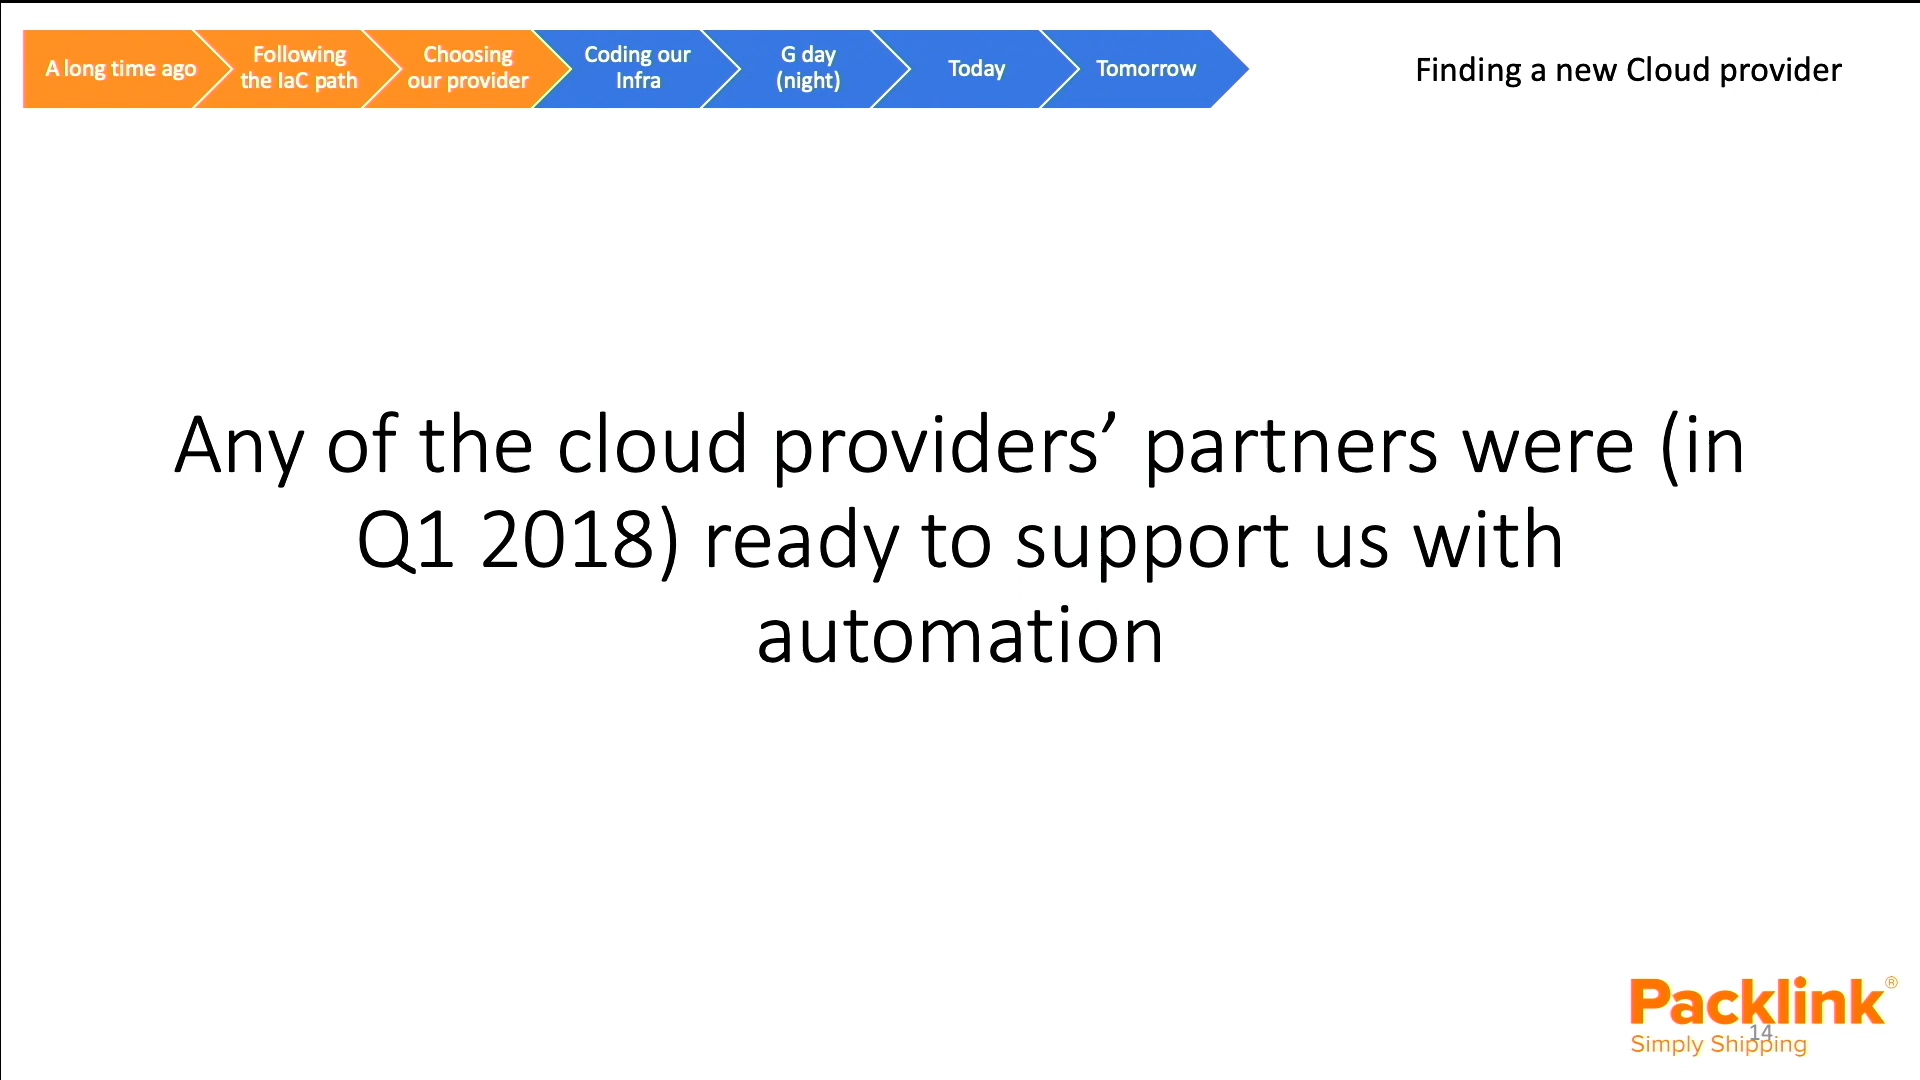 A long time ago
Following
the IaC path
Choosing
our provider
Coding our
Infra
G day
(night)
Today
Tomorrow
Finding a new Cloud provider
Any of the cloud providers’ partners were (in
Q1 2018) ready to support us with
automation
Packlink®
14
Simply Shipping